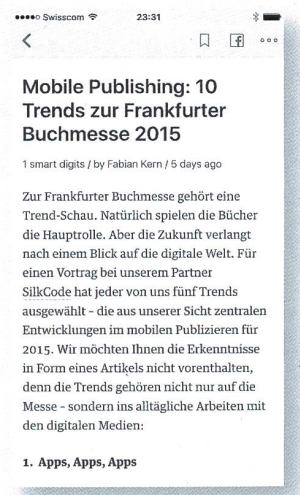 Swisscom 23:31
Mobile Publishing: 10
Trends zur Frankfurter
Buchmesse 2015
1 smart digits / by Fabian Kern / 5 days ago
Zur Frankfurter Buchmesse gehört eine
Trend-Schau. Natürlich spielen die Bücher
die Hauptrolle. Aber die Zukunft verlangt
nach einem Blick auf die digitale Welt. Für
einen Vortrag bei unserem Partner
SilkCode hat jeder von uns fünf Trends
ausgewählt – die aus unserer Sicht zentralen
Entwicklungen im mobilen Publizieren für
2015. Wir möchten Ihnen die Erkenntnisse
in Form eines Artikels nicht vorenthalten,
denn die Trends gehören nicht nur auf die
Messe – sondern ins alltägliche Arbeiten mit
den digitalen Medien:
1. Apps, Apps, Apps